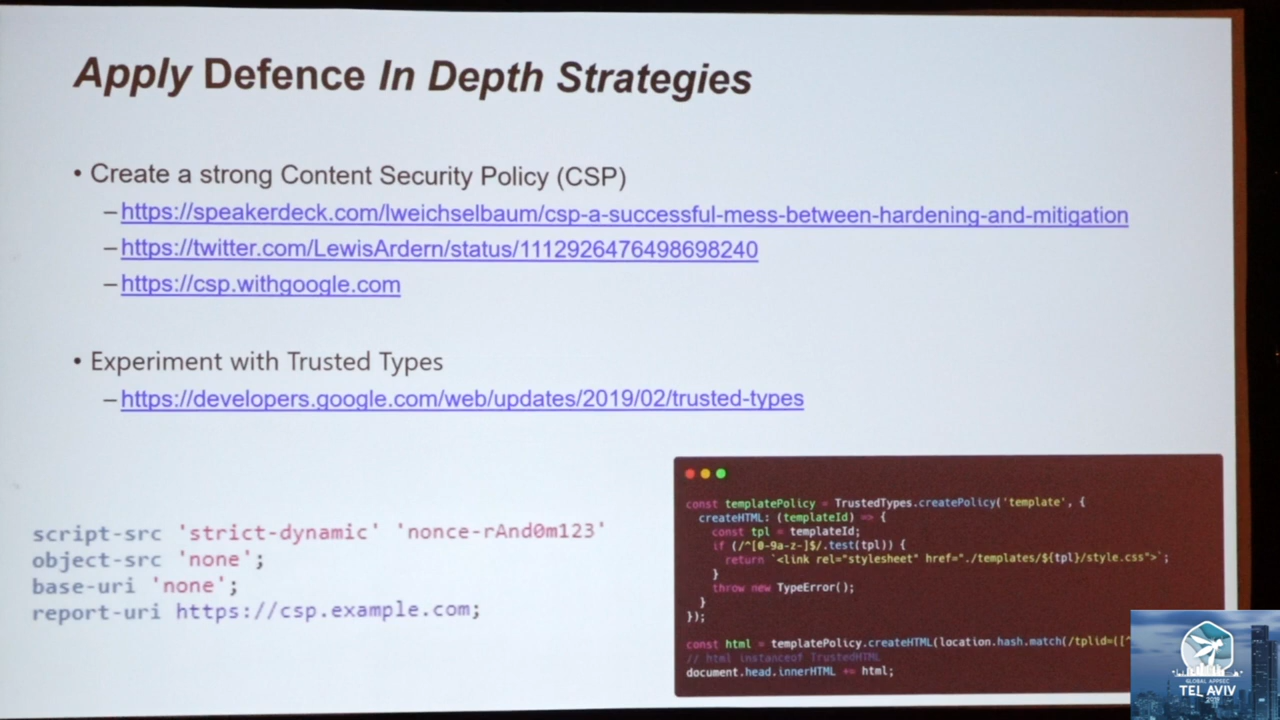 Apply Defence In Depth Strategies
• Create a strong Content Security Policy (CSP)
–https://speakerdeck.com/lweichselbaum/csp-a-successful-mess-between-hardening-and-mitigation
–https://twitter.com/LewisArdern/status/1112926476498698240
–https://csp.withgoogle.com
• Experiment with Trusted Types
–https://developers.google.com/web/updates/2019/02/trusted-types
script-src 'strict-dynamic' 'nonce-rAnd0m123'
object-src 'none';
base-uri 'none';
report-uri https://csp.example.com;
const templatePolicy = TrustedTypes.createPolicy('template', {
createHTML: (templateId) => {
const tpl = templateId;
if (/^[0-9a-z-]$/.test(tpl)) {
return `<link rel="stylesheet" href="./templates/${tpl}/style.css">`;
}
throw new TypeError();
}
});
const html = templatePolicy.createHTML(location.hash.match(/tplid=([^
// html instanceof TrustedHTML
document.head.innerHTML += html;
GLOBAL APPSEC
TEL AVIV
2019